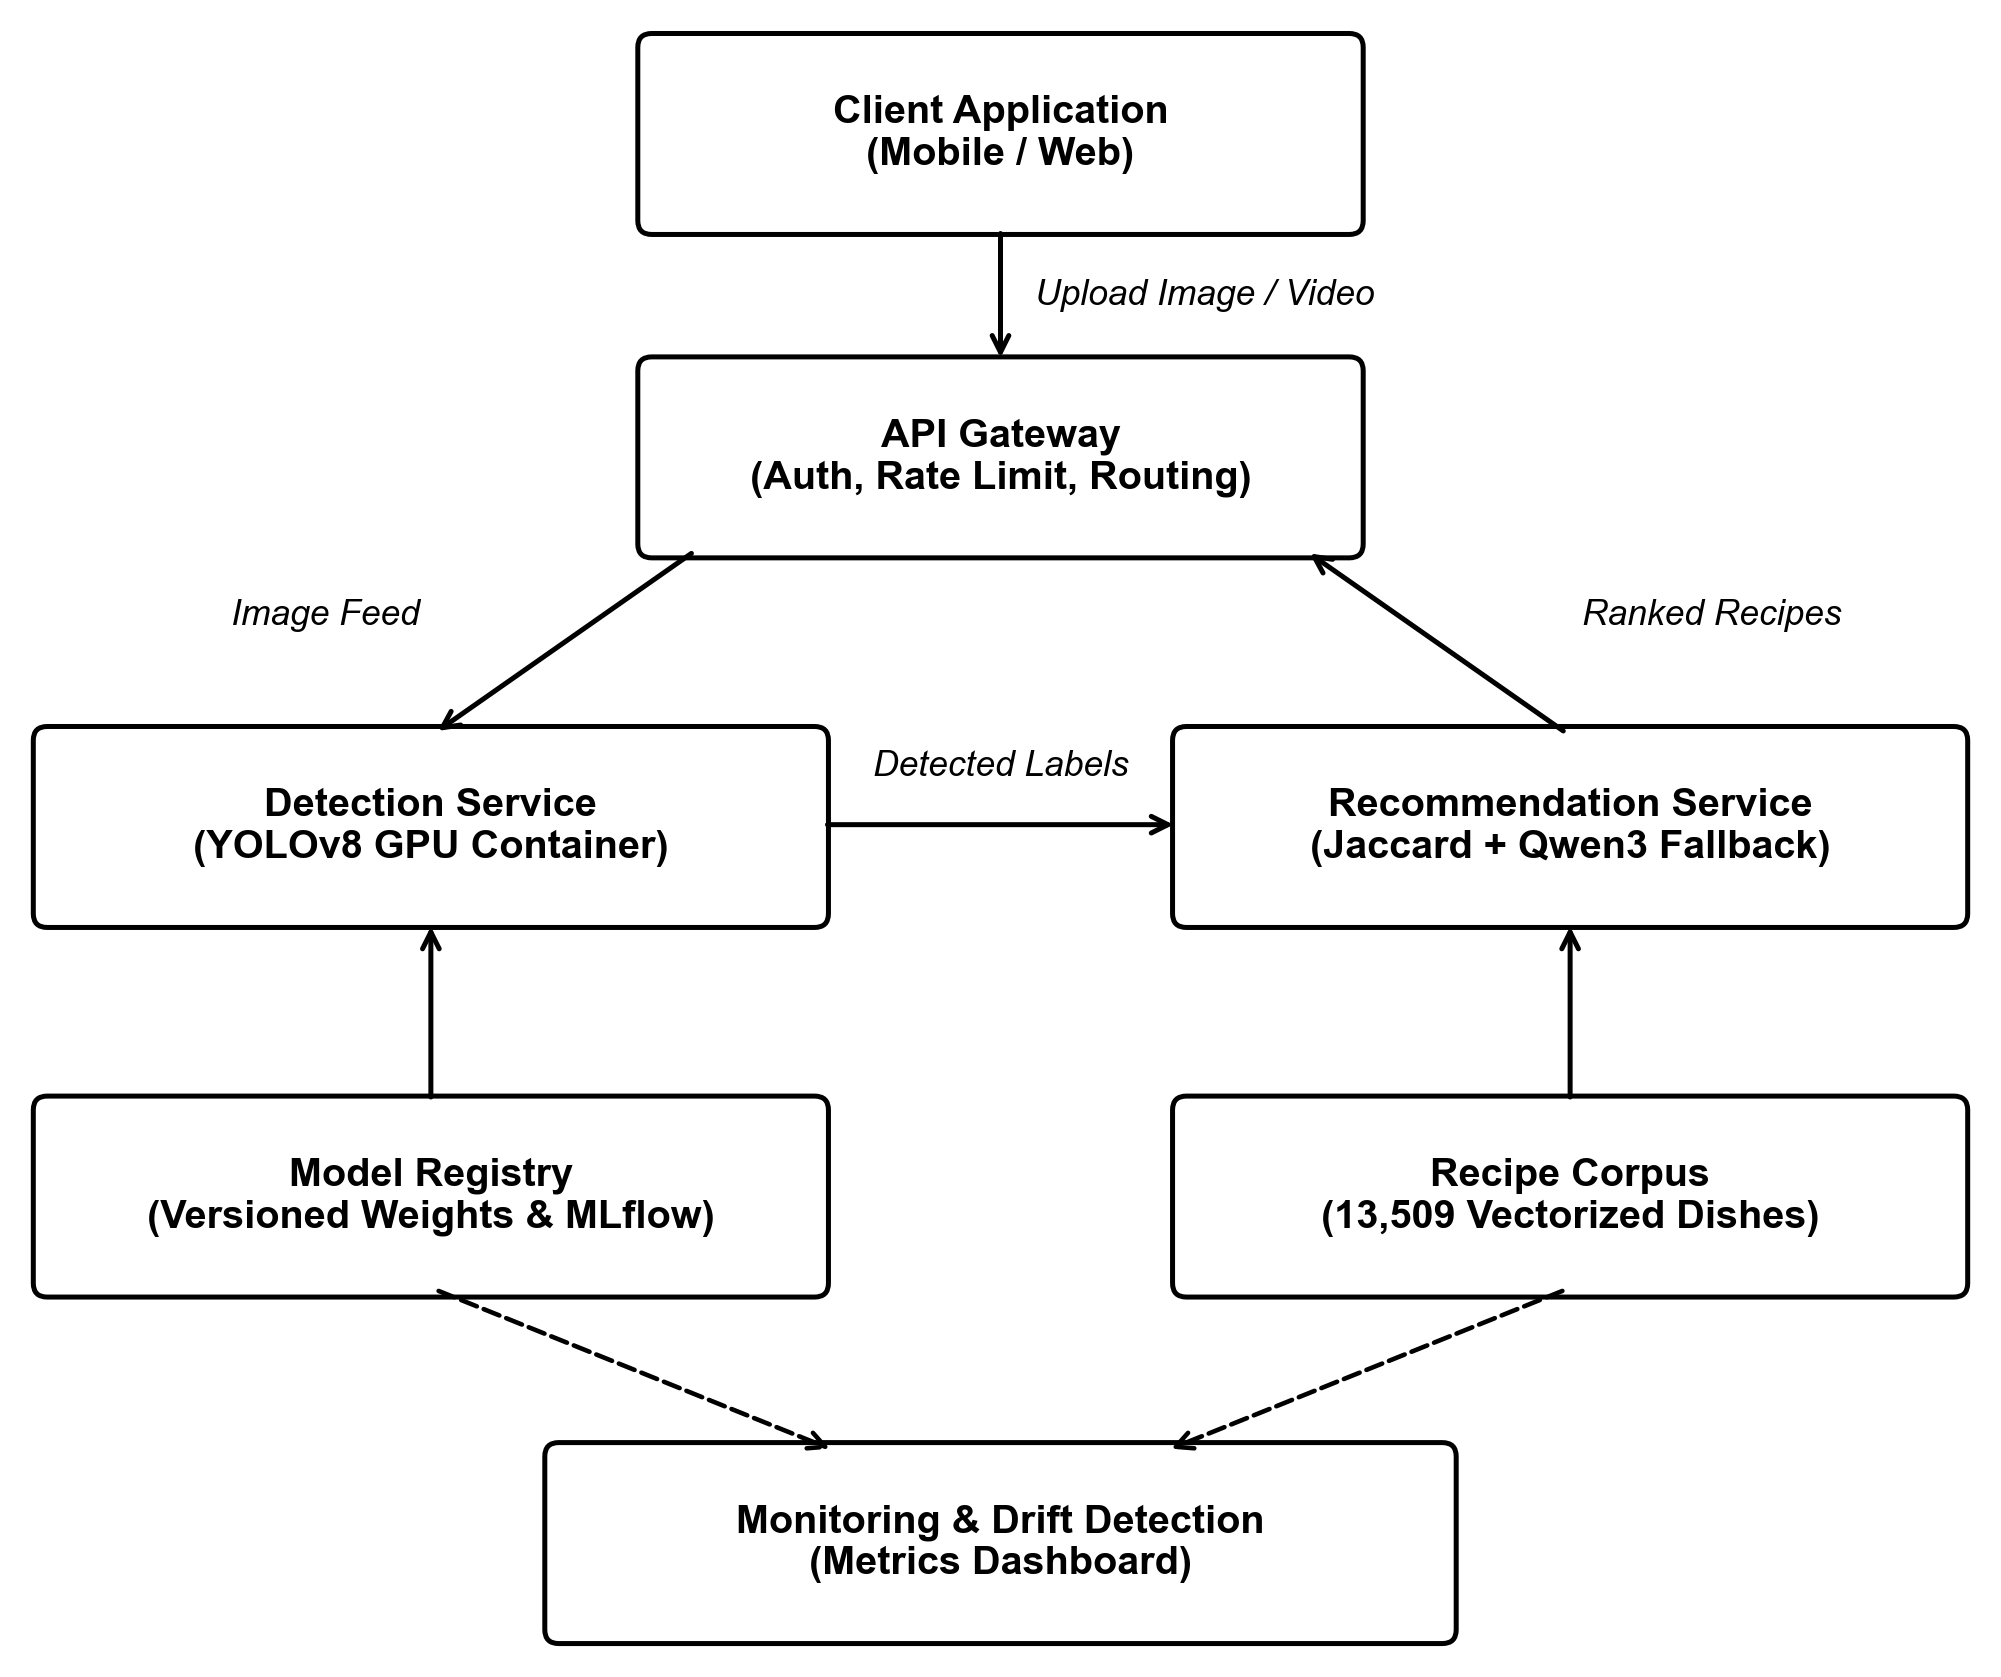 Client Application
(Mobile / Web)
Upload Image / Video
API Gateway
(Auth, Rate Limit, Routing)
Image Feed
Ranked Recipes
Detected Labels
Detection Service
(YOLOv8 GPU Container)
Recommendation Service
(Jaccard + Qwen3 Fallback)
Model Registry
(Versioned Weights & MLflow)
Recipe Corpus
(13,509 Vectorized Dishes)
Monitoring & Drift Detection
(Metrics Dashboard)